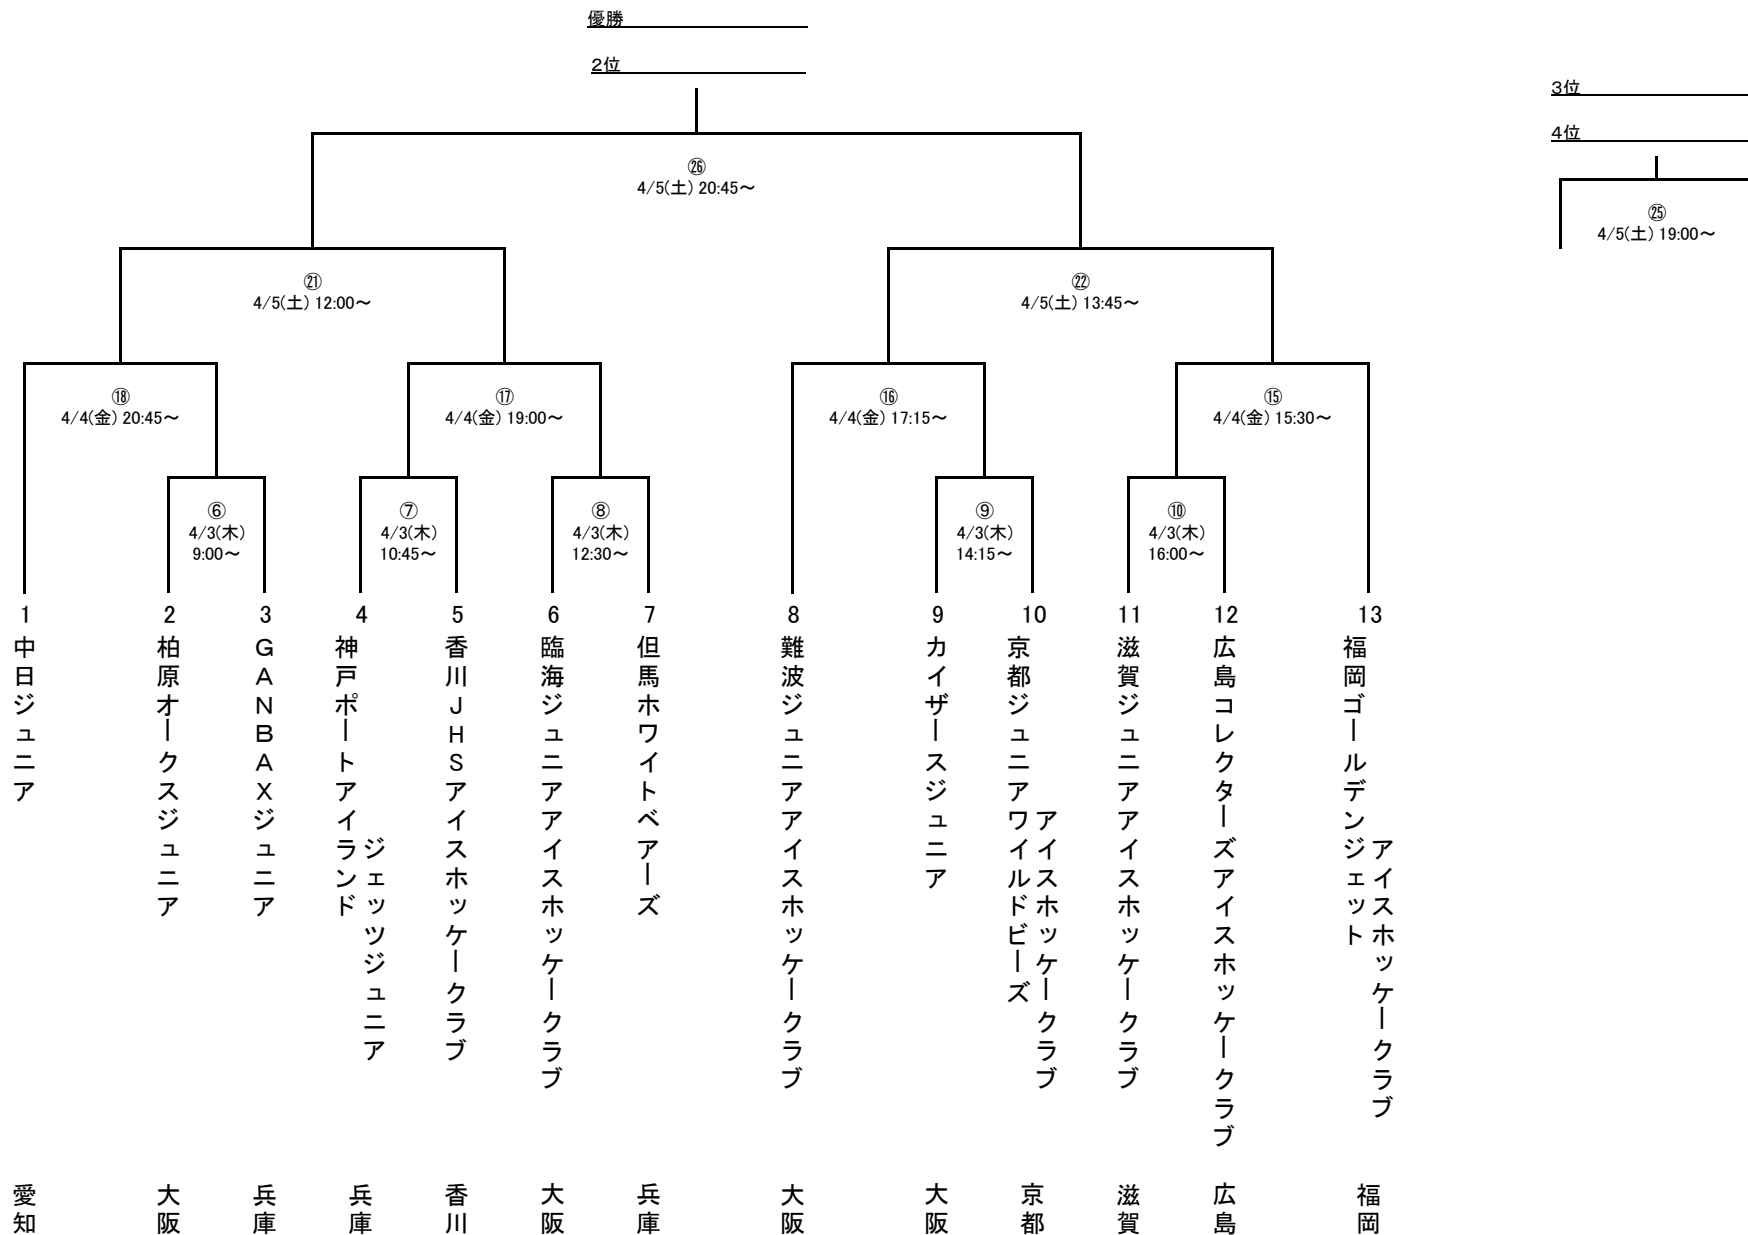 優勝
2位
3位
4位
㉖
4/5(土) 20:45～
㉕
4/5(土) 19:00～
㉑
4/5(土) 12:00～
㉒
4/5(土) 13:45～
⑱
4/4(金) 20:45～
⑰
4/4(金) 19:00～
⑯
4/4(金) 17:15～
⑮
4/4(金) 15:30～
⑥
4/3(木)
9:00～
⑦
4/3(木)
10:45～
⑧
4/3(木)
12:30～
⑨
4/3(木)
14:15～
⑩
4/3(木)
16:00～
1
中日ジュニア
愛知
2
柏原オークスジュニア
大阪
3
GANBAXジュニア
兵庫
4
神戸ポートアイランド
ジェッツジュニア
兵庫
5
香川JHSアイスホッケークラブ
香川
6
臨海ジュニアアイスホッケークラブ
大阪
7
但馬ホワイトベアーズ
兵庫
8
難波ジュニアアイスホッケークラブ
大阪
9
カイザースジュニア
大阪
10
京都ジュニアワイルドビーズ
アイスホッケークラブ
京都
11
滋賀ジュニアアイスホッケークラブ
滋賀
12
広島コレクターズアイスホッケークラブ
広島
13
福岡ゴールデンジェット
アイスホッケークラブ
福岡